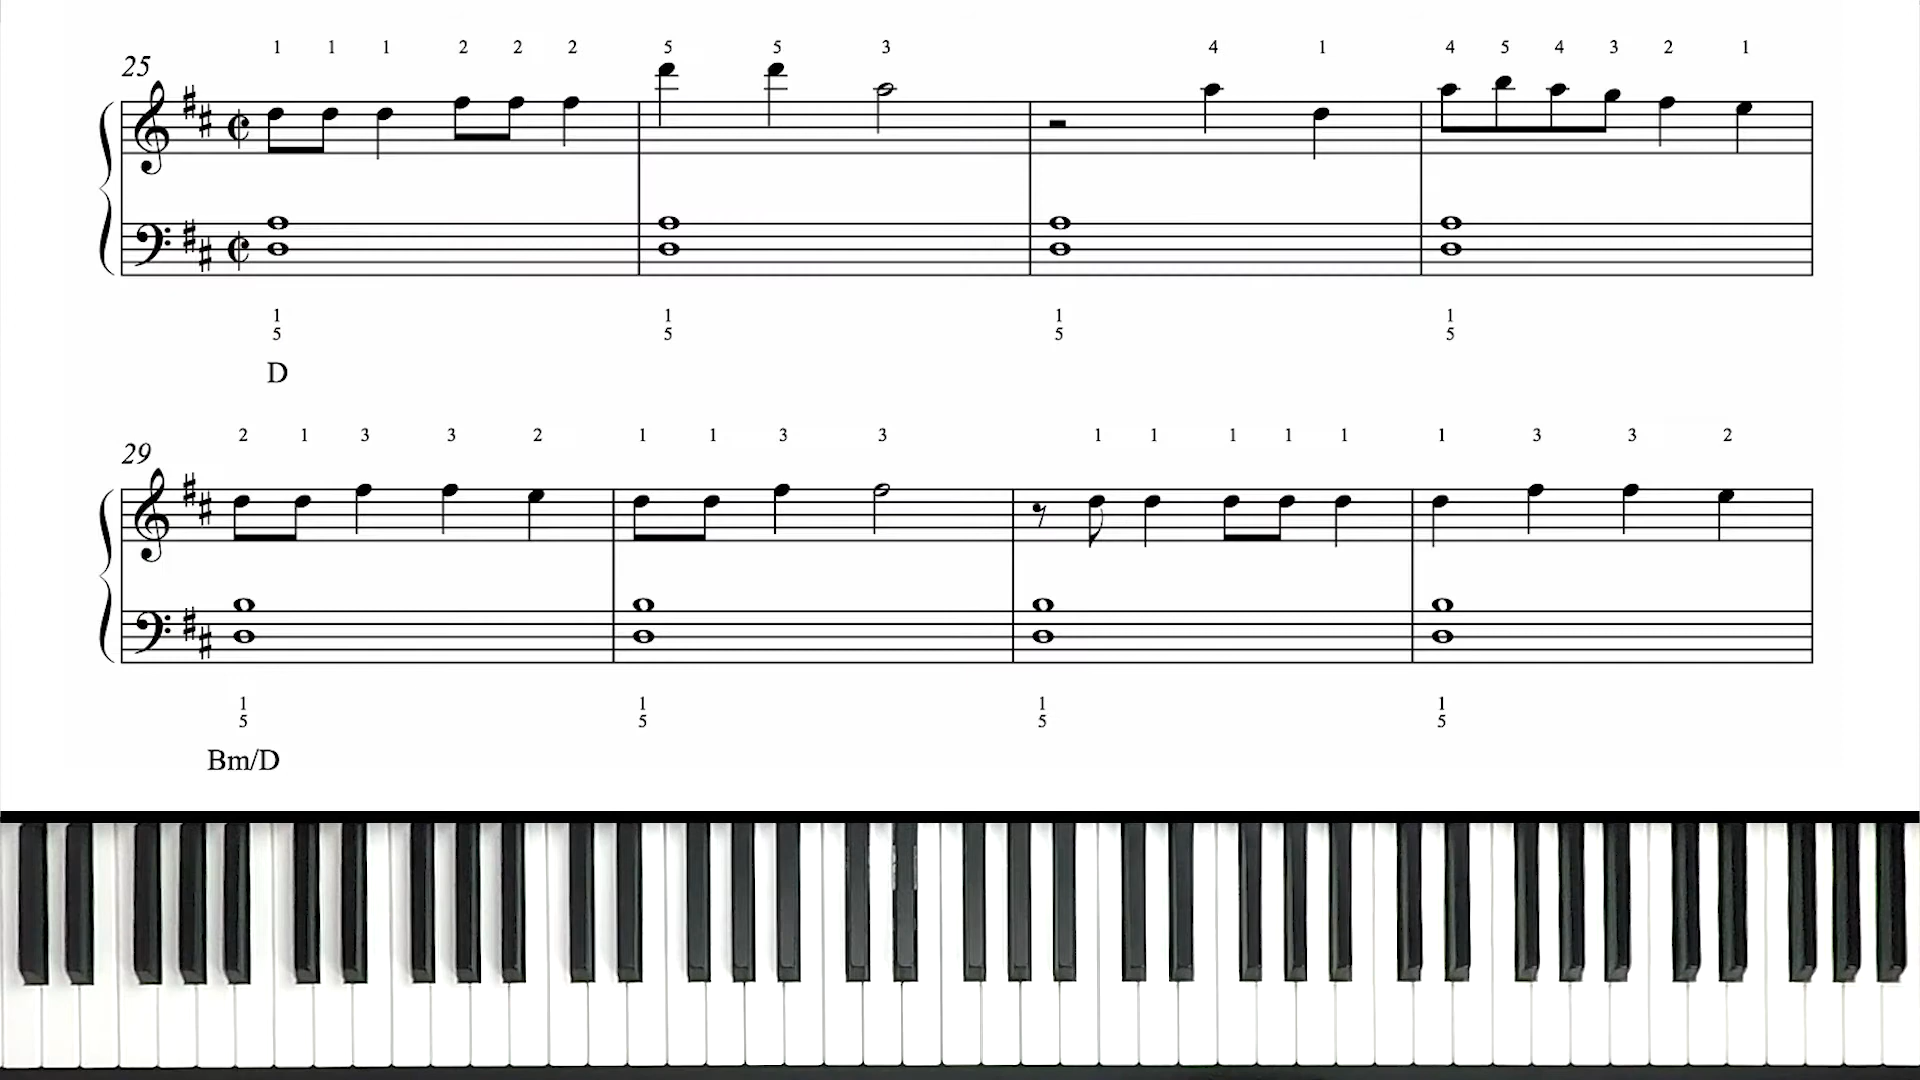 1 1 1 2 2 2 5 5 3 4 1 4 5 4 3 2 1
25
1 1 1 1
5 5 5 5
D
2 1 3 3 2 1 1 3 3 1 1 1 1 1 1 3 3 2
29
1 1 1 1
5 5 5 5
Bm/D